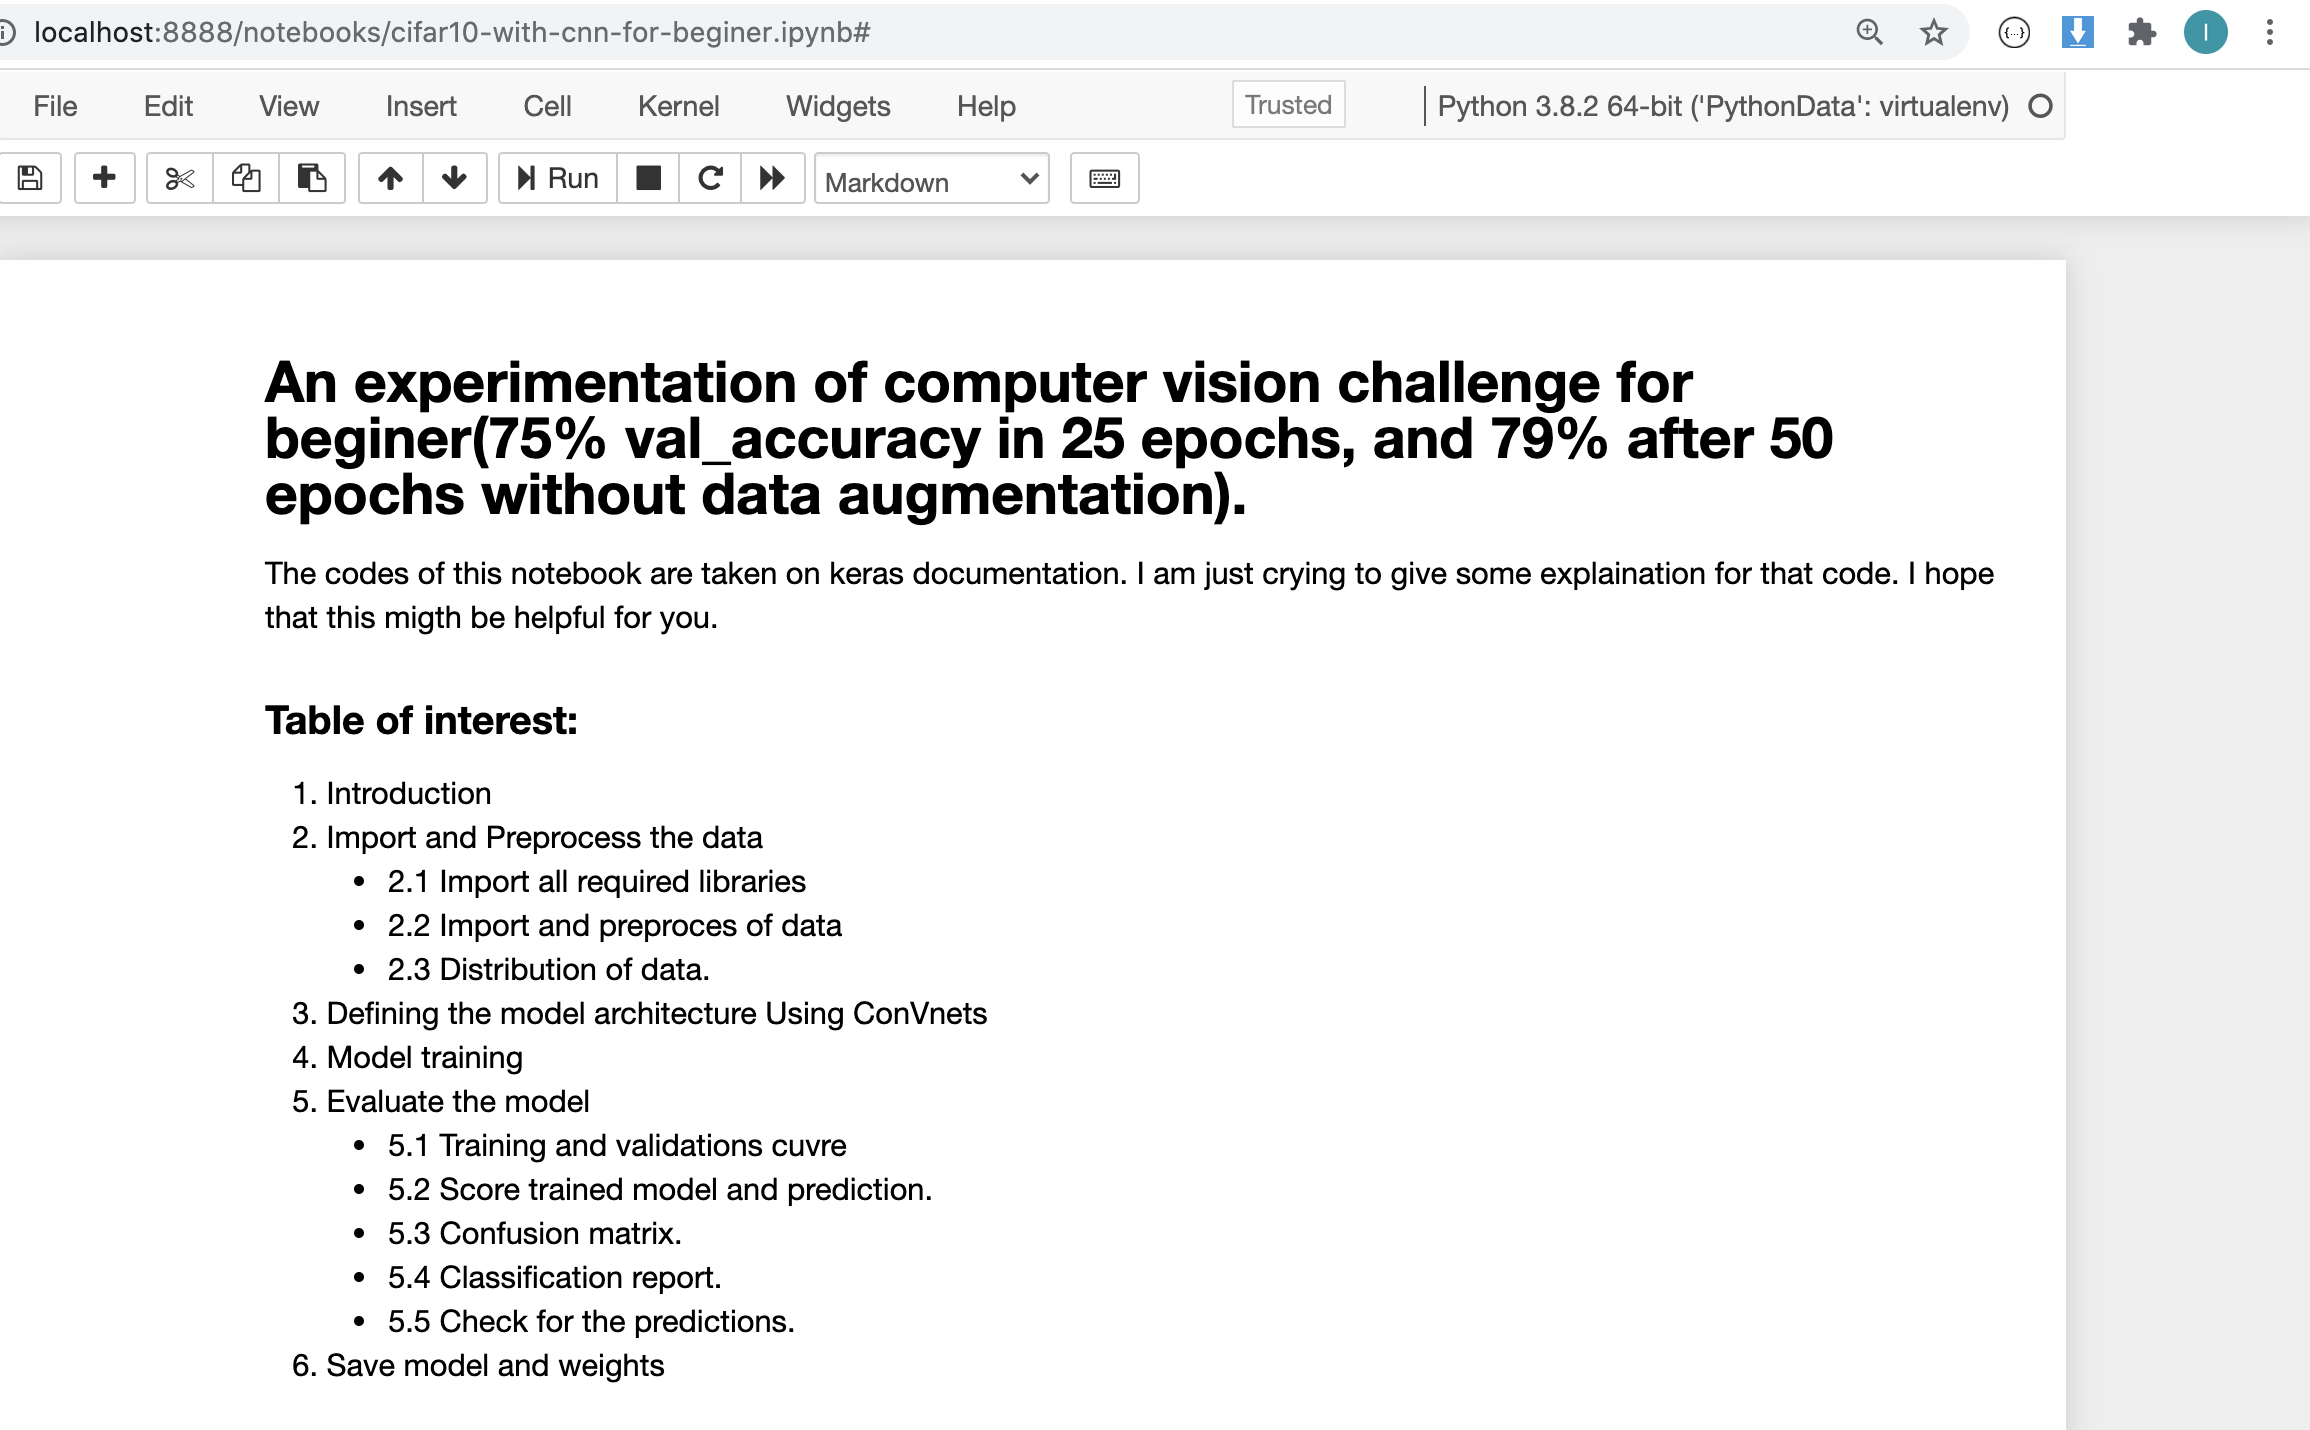 localhost:8888/notebooks/cifar10-with-cnn-for-beginer.ipynb#
I
File Edit View Insert Cell Kernel Widgets Help Trusted Python 3.8.2 64-bit ('PythonData': virtualenv)
Run Markdown
An experimentation of computer vision challenge for
beginer(75% val_accuracy in 25 epochs, and 79% after 50
epochs without data augmentation).
The codes of this notebook are taken on keras documentation. I am just crying to give some explaination for that code. I hope
that this migth be helpful for you.
Table of interest:
1. Introduction
2. Import and Preprocess the data
• 2.1 Import all required libraries
• 2.2 Import and preproces of data
• 2.3 Distribution of data.
3. Defining the model architecture Using ConVnets
4. Model training
5. Evaluate the model
• 5.1 Training and validations cuvre
• 5.2 Score trained model and prediction.
• 5.3 Confusion matrix.
• 5.4 Classification report.
• 5.5 Check for the predictions.
6. Save model and weights